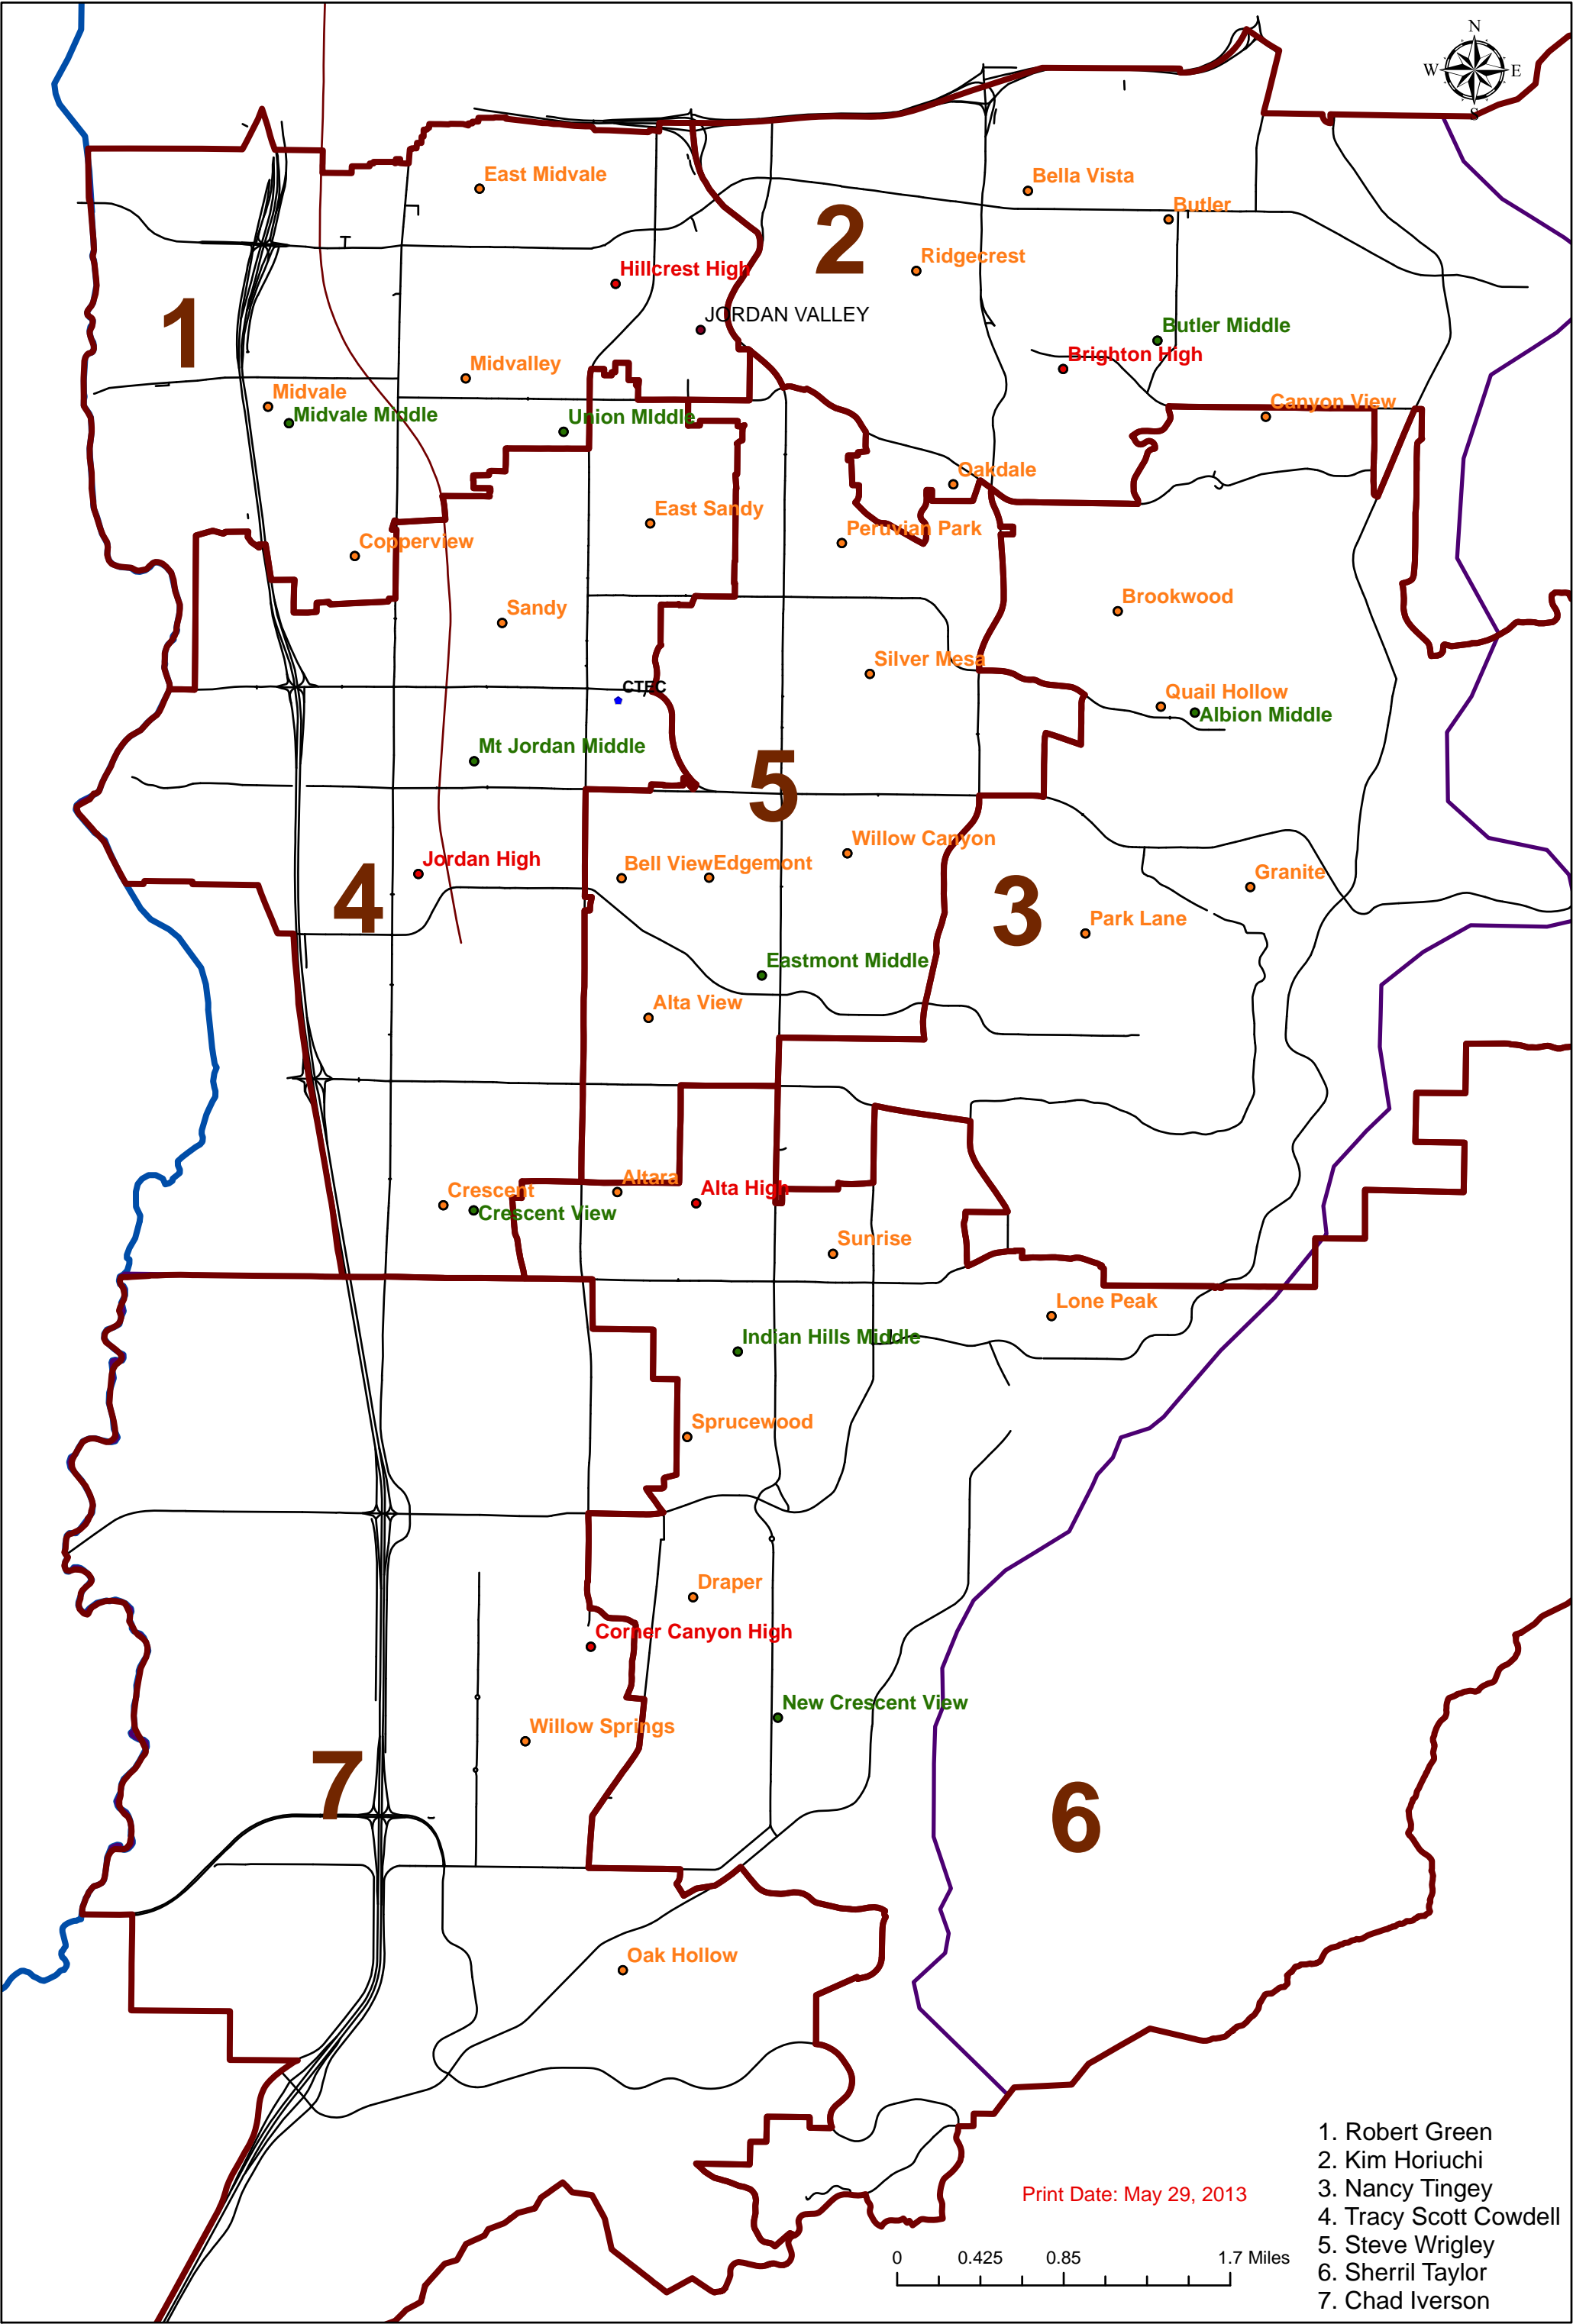 N
W E
S
East Midvale
Bella Vista
Butler
2
Ridgecrest
Hillcrest High
1
JORDAN VALLEY
Butler Middle
Brighton High
Midvalley
Midvale
Canyon View
Midvale Middle
Union MIddle
Oakdale
East Sandy
Peruvian Park
Copperview
Brookwood
Sandy
Silver Mesa
CTEC
Quail Hollow
Albion Middle
Mt Jordan Middle
5
Willow Canyon
Jordan High
Bell View
Edgemont
Granite
4
3
Park Lane
Eastmont Middle
Alta View
Altara
Crescent
Alta High
Crescent View
Sunrise
Lone Peak
Indian Hills Middle
Sprucewood
Draper
Corner Canyon High
New Crescent View
Willow Springs
7
6
Oak Hollow
1. Robert Green
2. Kim Horiuchi
3. Nancy Tingey
4. Tracy Scott Cowdell
5. Steve Wrigley
6. Sherril Taylor
7. Chad Iverson
Print Date: May 29, 2013
0 0.425 0.85 1.7 Miles